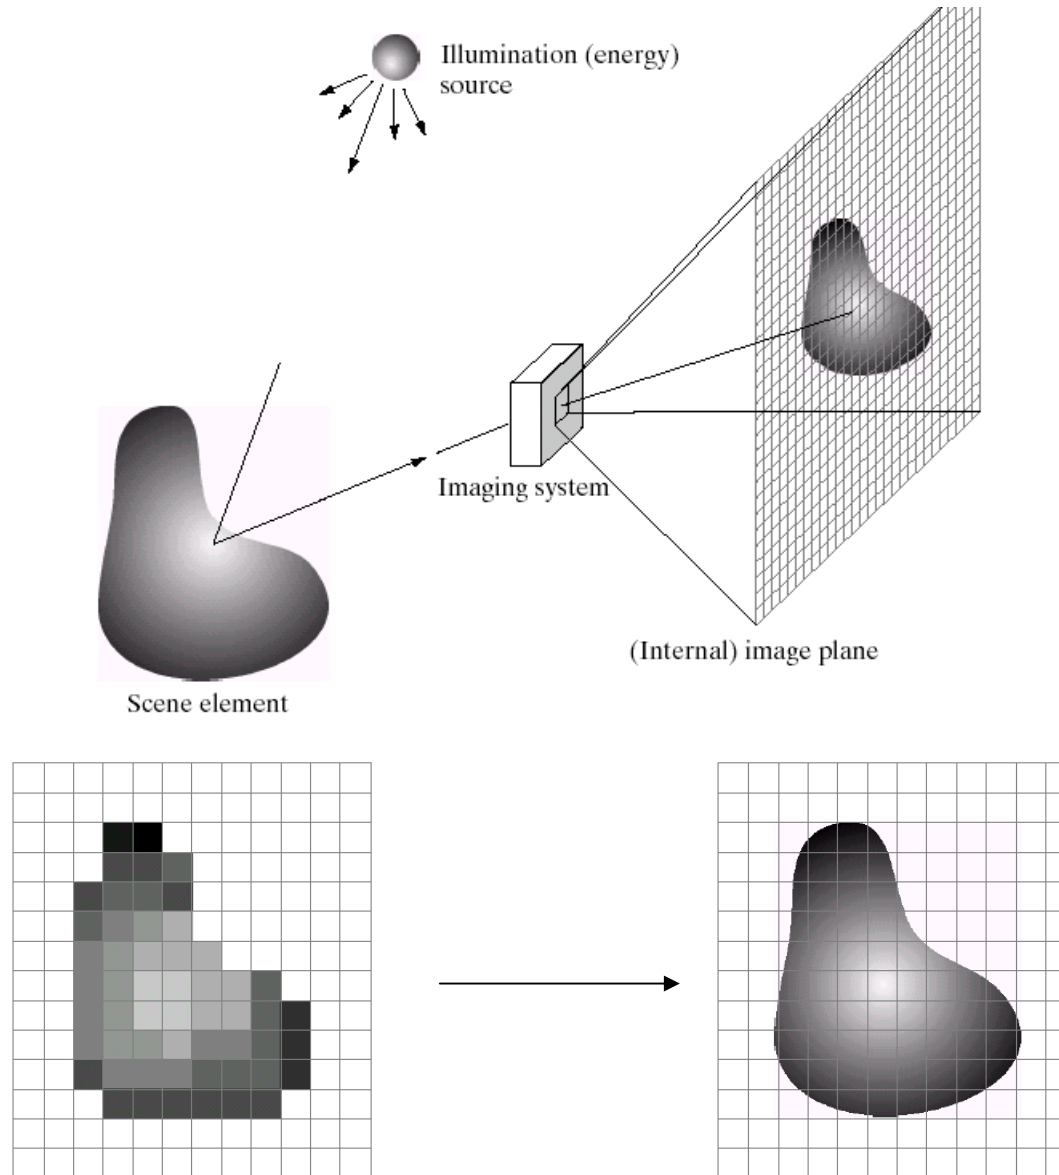 Illumination (energy)
source
Imaging system
(Internal) image plane
Scene element